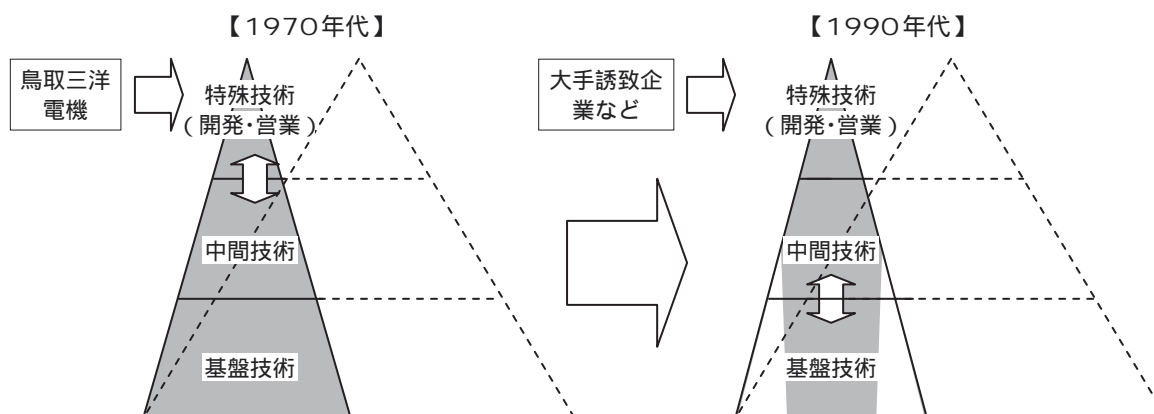 【1970年代】
鳥取三洋
電機
特殊技術
(開発・営業)
中間技術
基盤技術
【1990年代】
大手誘致企
業など
特殊技術
(開発・営業)
中間技術
基盤技術